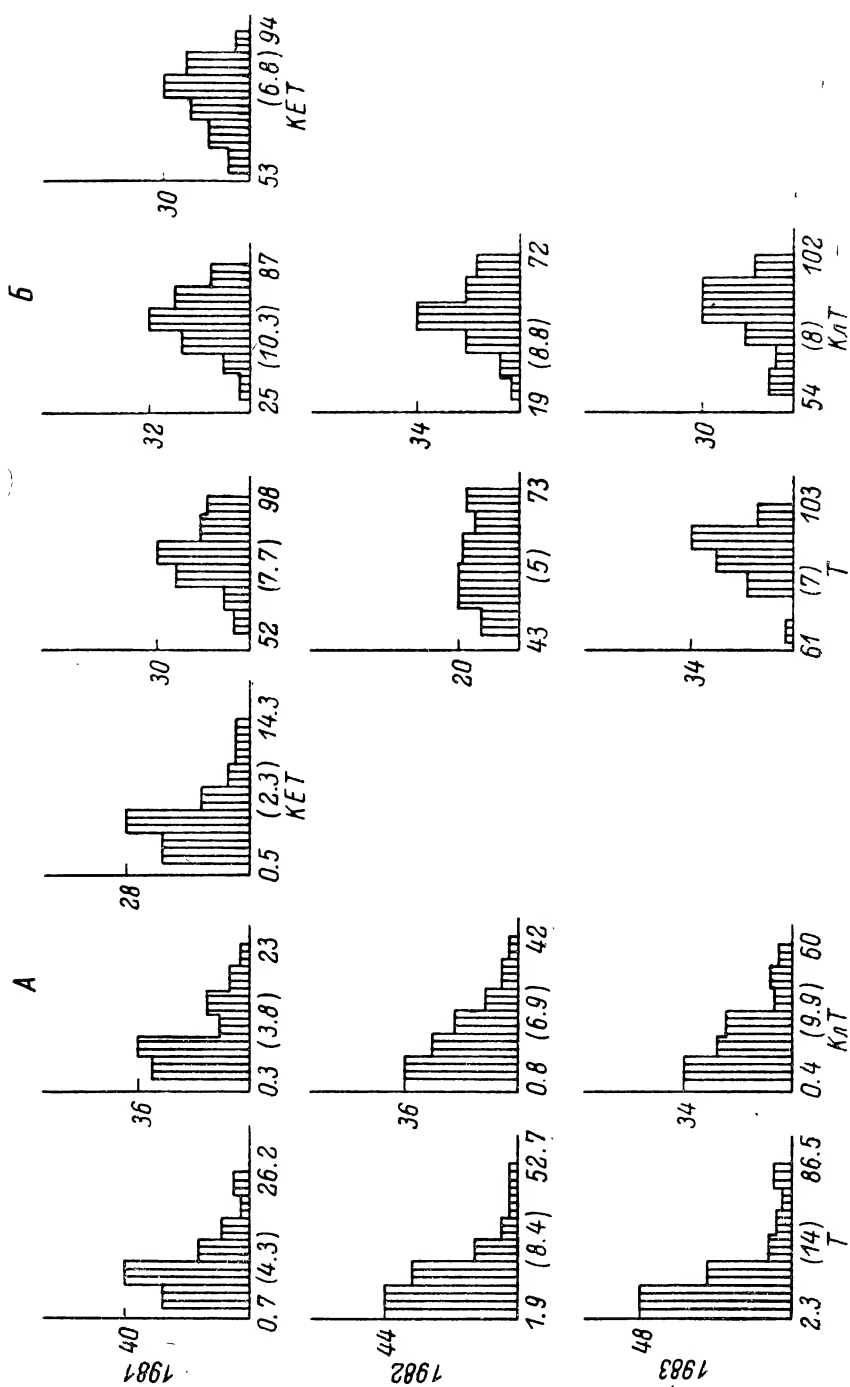 А Б
1981
40 36 28 30 32 30
0.7 (4.3) 26.2 0.3 (3.8) 23 0.5 (2.3) 14.3 52 (7.7) 98 25 (10.3) 87 53 (6.8) 94
КЕТ КЕТ
1982
44 36 20 34
1.9 (8.4) 52.7 0.8 (6.9) 42 43 (5) 73 19 (8.8) 72
1983
48 34 34 30
2.3 (14) 86.5 0.4 (9.9) 60 61 (7) 103 54 (8) 102
Т КлТ Т КлТ